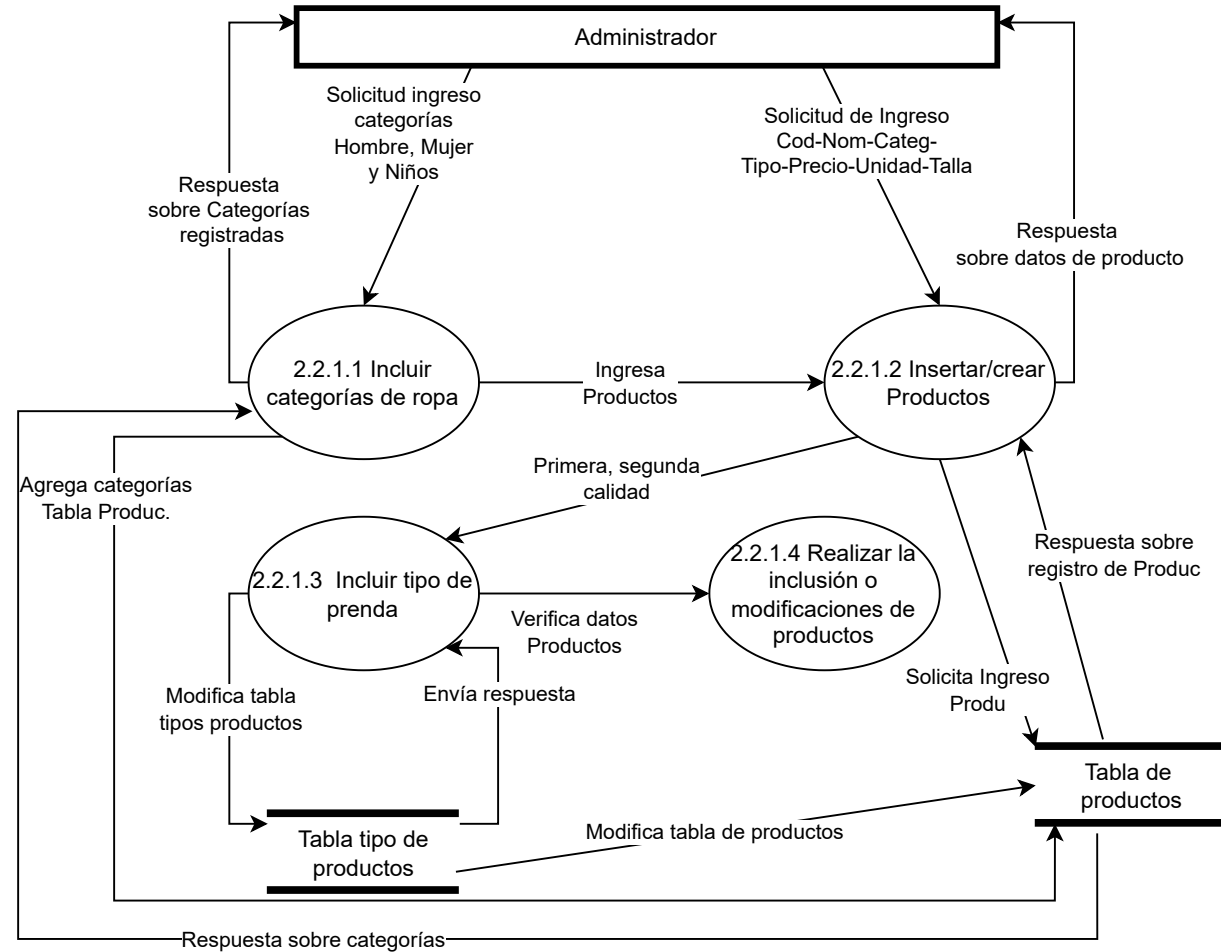 Administrador
Solicitud ingreso
categorías
Hombre, Mujer
y Niños
Solicitud de Ingreso
Cod-Nom-Categ-
Tipo-Precio-Unidad-Talla
Respuesta
sobre Categorías
registradas
Respuesta
sobre datos de producto
2.2.1.1 Incluir
categorías de ropa
Ingresa
Productos
2.2.1.2 Insertar/crear
Productos
Agrega categorías
Tabla Produc.
Primera, segunda
calidad
2.2.1.3 Incluir tipo de
prenda
Verifica datos
Productos
2.2.1.4 Realizar la
inclusión o
modificaciones de
productos
Respuesta sobre
registro de Produc
Modifica tabla
tipos productos
Envía respuesta
Solicita Ingreso
Produ
Tabla de
productos
Tabla tipo de
productos
Modifica tabla de productos
Respuesta sobre categorías